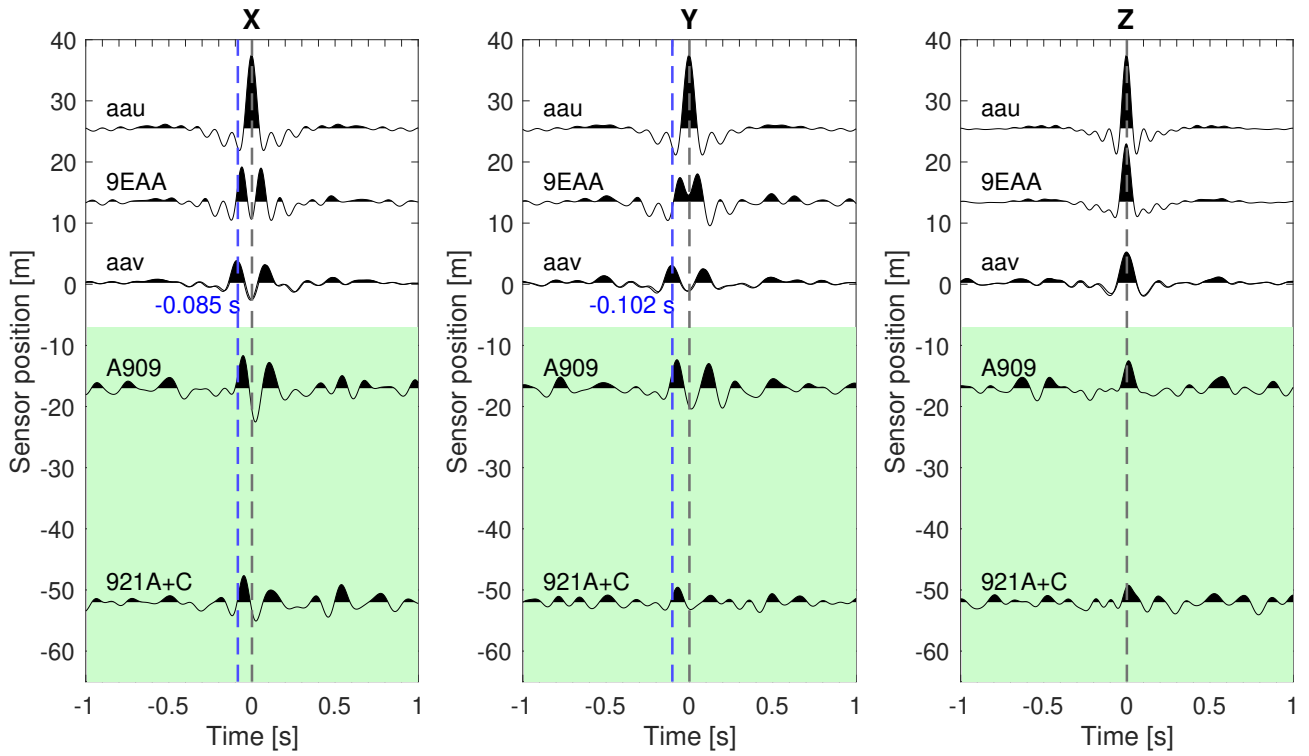 X
Sensor position [m]
40
30
20
10
0
-10
-20
-30
-40
-50
-60
aau
9EAA
aav
-0.085 s
A909
921A+C
-1
-0.5
0
0.5
1
Time [s]
Y
Sensor position [m]
40
30
20
10
0
-10
-20
-30
-40
-50
-60
aau
9EAA
aav
-0.102 s
A909
921A+C
-1
-0.5
0
0.5
1
Time [s]
Z
Sensor position [m]
40
30
20
10
0
-10
-20
-30
-40
-50
-60
aau
9EAA
aav
A909
921A+C
-1
-0.5
0
0.5
1
Time [s]